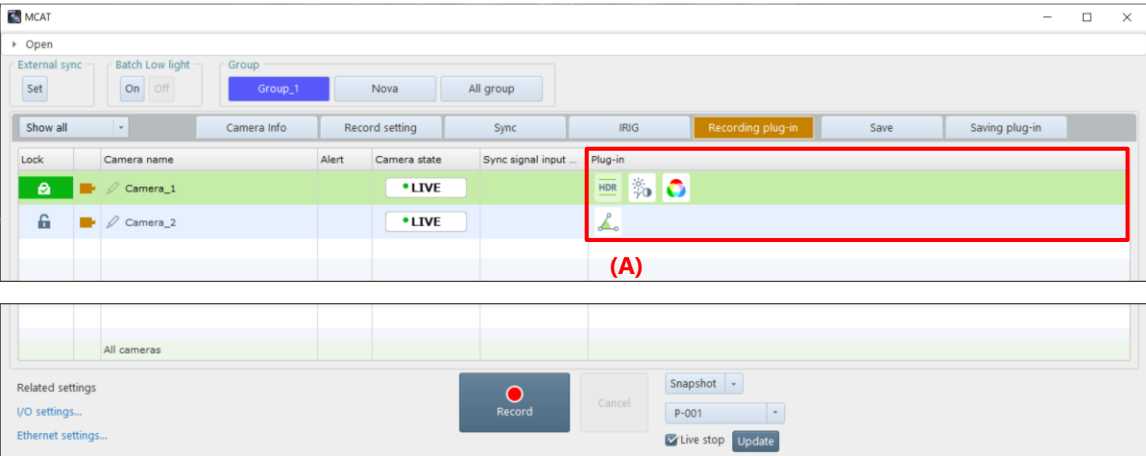 MCAT
Open
External sync Batch Low light Group
Set On Off Group_1 Nova All group
Show all Camera Info Record setting Sync IRIG Recording plug-in Save Saving plug-in
Lock Camera name Alert Camera state Sync signal input ... Plug-in
Camera_1 LIVE HDR
Camera_2 LIVE
(A)
All cameras
Related settings
I/O settings...
Ethernet settings...
Record
Cancel
Snapshot
P-001
Live stop Update